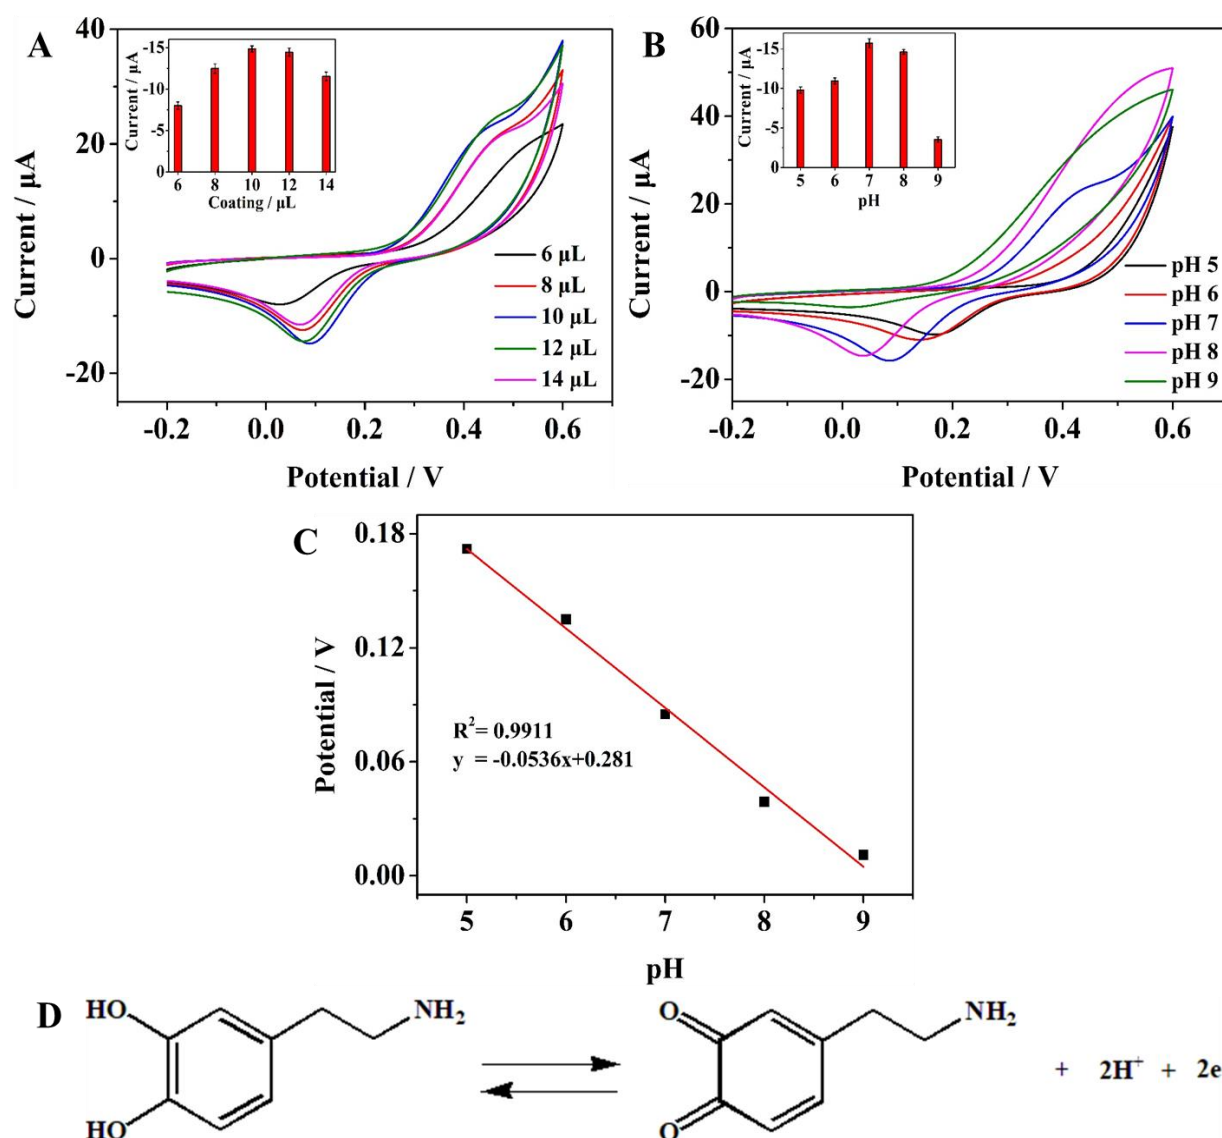 A
Current / μA
40
20
0
-20
-0.2 0.0 0.2 0.4 0.6
Potential / V
Current / μA
-15
-10
-5
0
6 8 10 12 14
Coating / μL
6 μL
8 μL
10 μL
12 μL
14 μL
B
Current / μA
60
40
20
0
-20
-0.2 0.0 0.2 0.4 0.6
Potential / V
Current / μA
-15
-10
-5
0
5 6 7 8 9
pH
pH 5
pH 6
pH 7
pH 8
pH 9
C
Potential / V
0.18
0.12
0.06
0.00
R²= 0.9911
y = -0.0536x+0.281
5 6 7 8 9
pH
D
HO NH₂ O NH₂
+ 2H⁺ + 2e
HO O